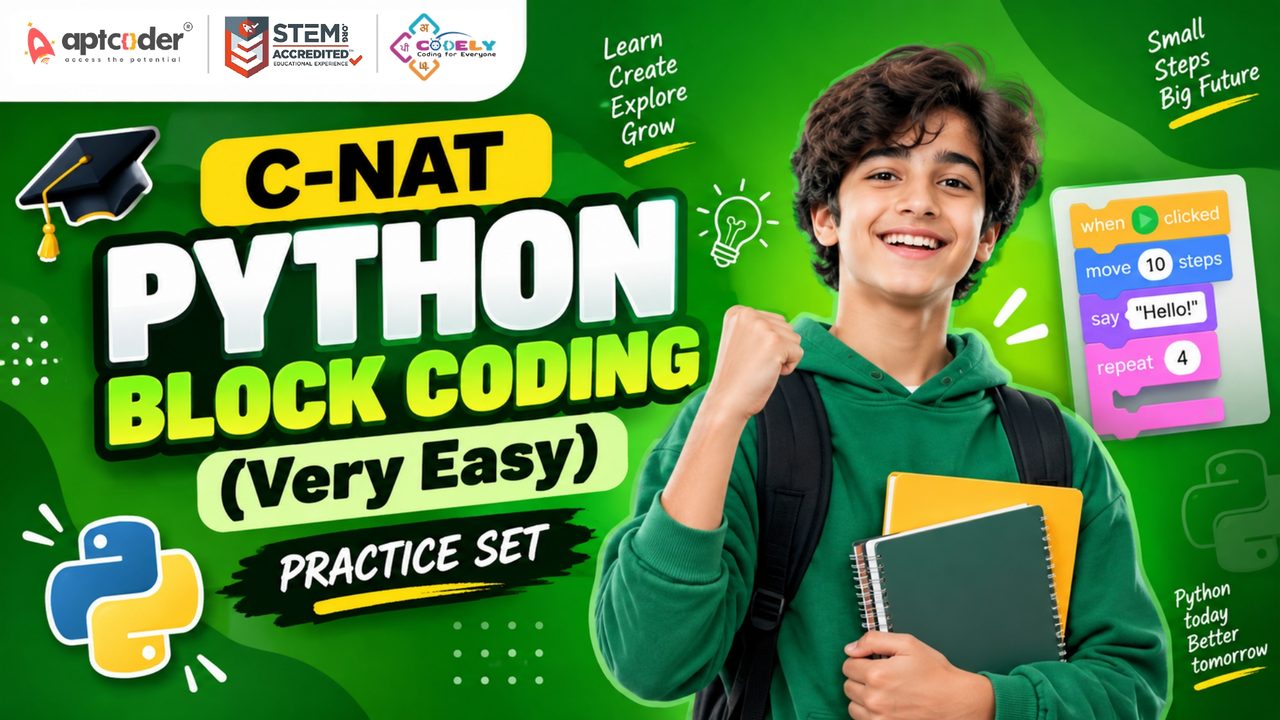 aptcoder®
access the potential
STEM.ORG
ACCREDITED™
EDUCATIONAL EXPERIENCE
अ
पी
CODELY
Coding for Everyone
Learn
Create
Explore
Grow
Small
Steps
Big Future
C-NAT
PYTHON
BLOCK CODING
(Very Easy)
PRACTICE SET
when clicked
move 10 steps
say "Hello!"
repeat 4
Python
today
Better
tomorrow